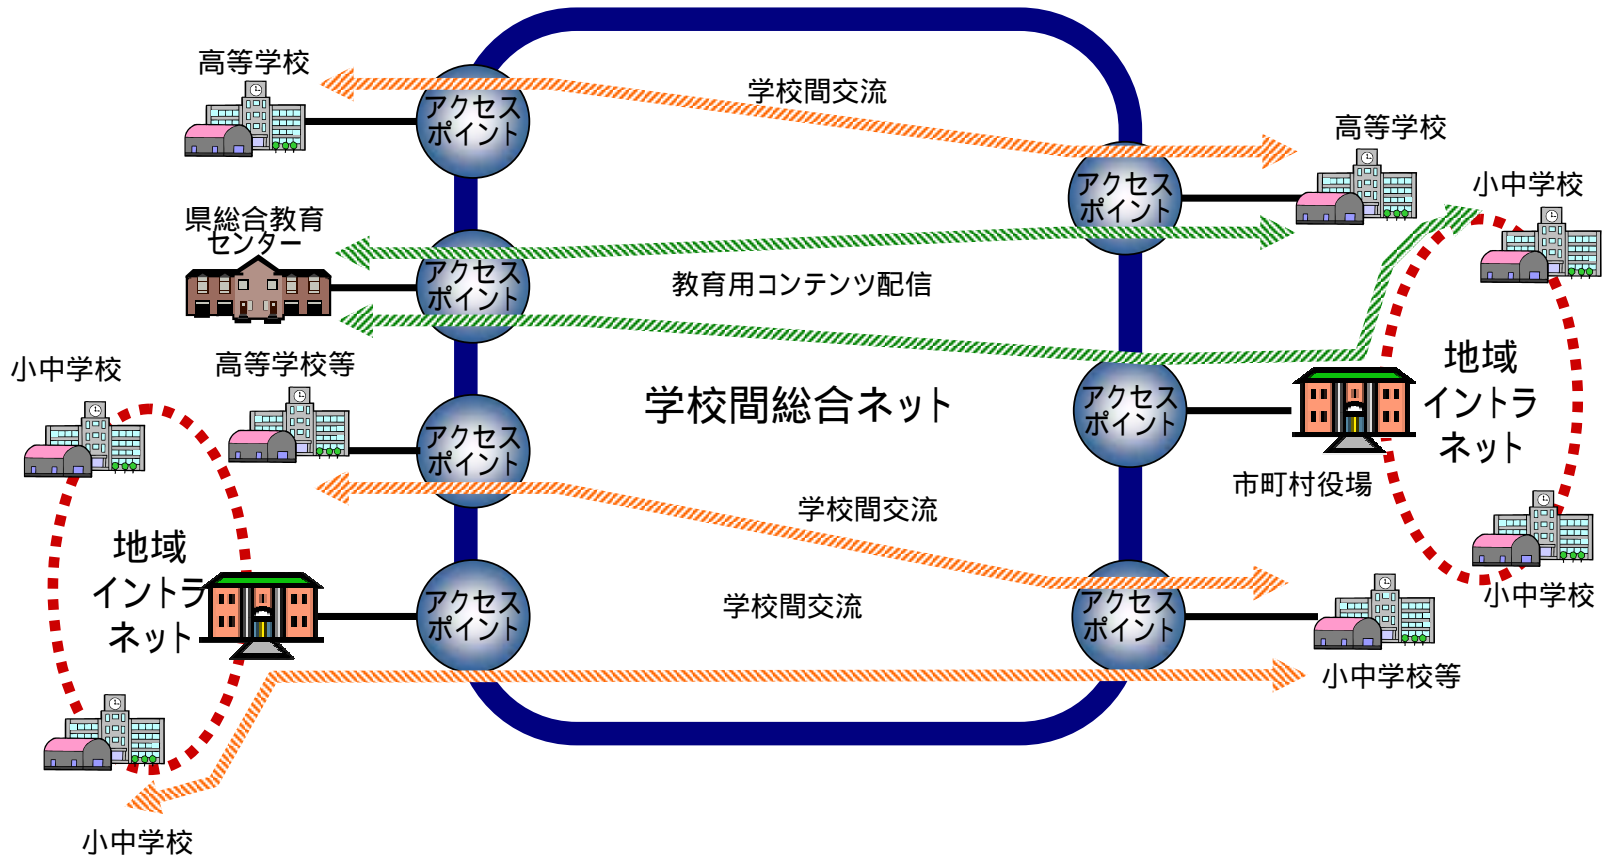 高等学校
アクセス
ポイント
学校間交流
高等学校
アクセス
ポイント
小中学校
県総合教育
センター
アクセス
ポイント
教育用コンテンツ配信
小中学校
高等学校等
アクセス
ポイント
学校間総合ネット
アクセス
ポイント
地域
イントラ
ネット
市町村役場
学校間交流
地域
イントラ
ネット
アクセス
ポイント
学校間交流
アクセス
ポイント
小中学校
小中学校等
小中学校